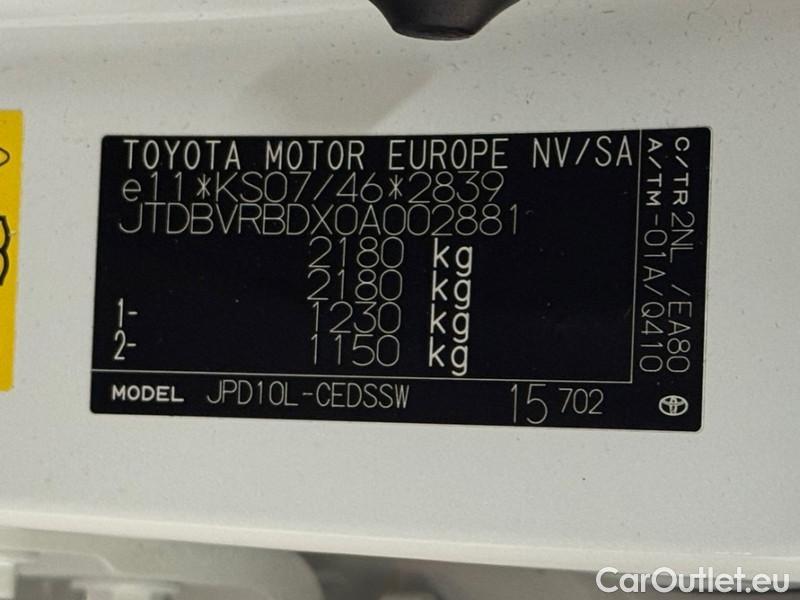 TOYOTA MOTOR EUROPE NV/SA
e11*KS07/46*2839
JTDBVRBDX0A002881
2180 kg
2180 kg
1- 1230 kg
2- 1150 kg
C/TR 2NL /EA80
A/TM-01A/Q410
MODEL JPD10L-CEDSSW 15 702
CarOutlet.eu